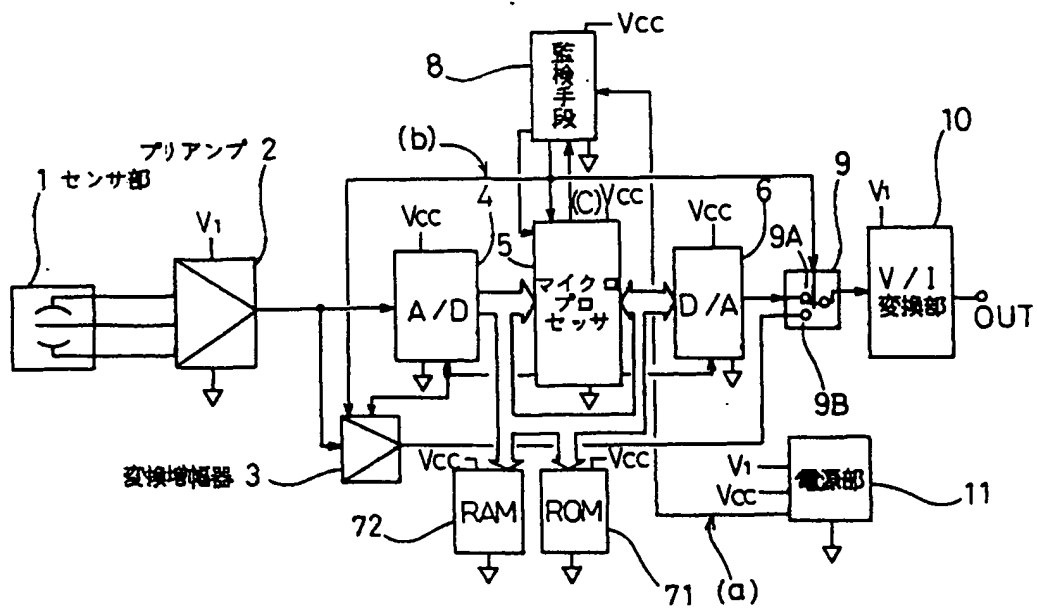 VCC
8
監検手段
10
プリアンプ 2
(b)
9
1 センサ部
4
(C)
VCC
6
V1
VCC
5
VCC
9A
V1
A/D
マイクロプロセッサ
D/A
V/I
変換部
OUT
9B
変換増幅器 3
VCC
VCC
V1
VCC
電源部
11
72
RAM
ROM
71
(a)